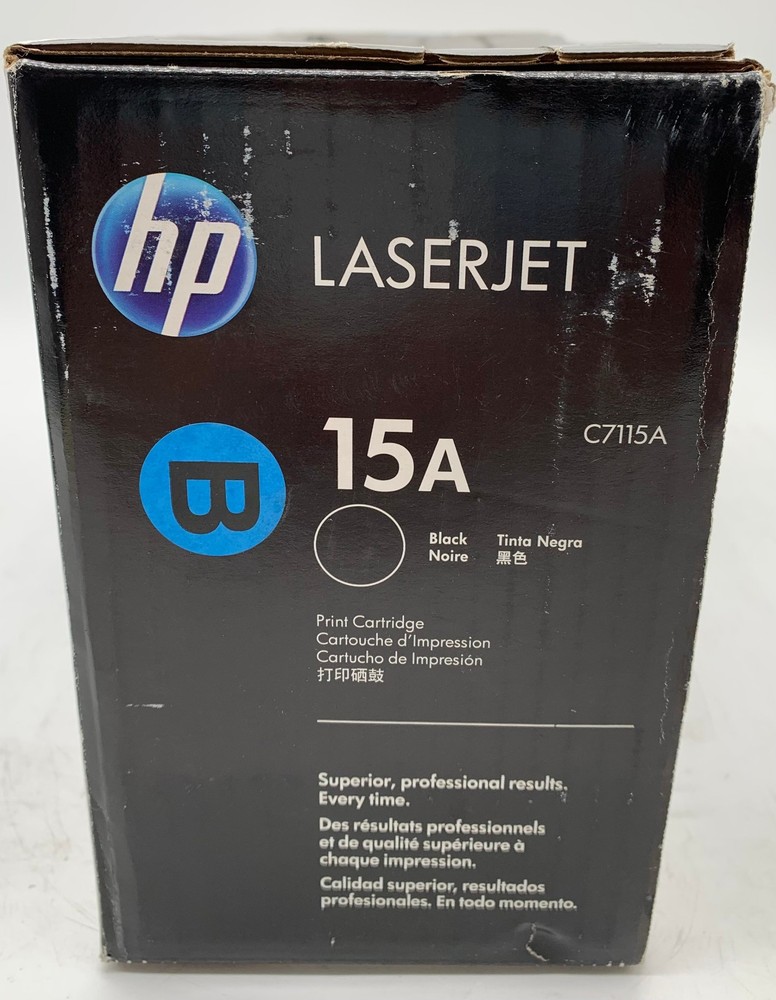 hp
LASERJET
15A
C7115A
B
Black
Noire
Tinta Negra
黑色
Print Cartridge
Cartouche d'Impression
Cartucho de Impresión
打印硒鼓
Superior, professional results.
Every time.
Des résultats professionnels
et de qualité supérieure à
chaque impression.
Calidad superior, resultados
profesionales. En todo momento.